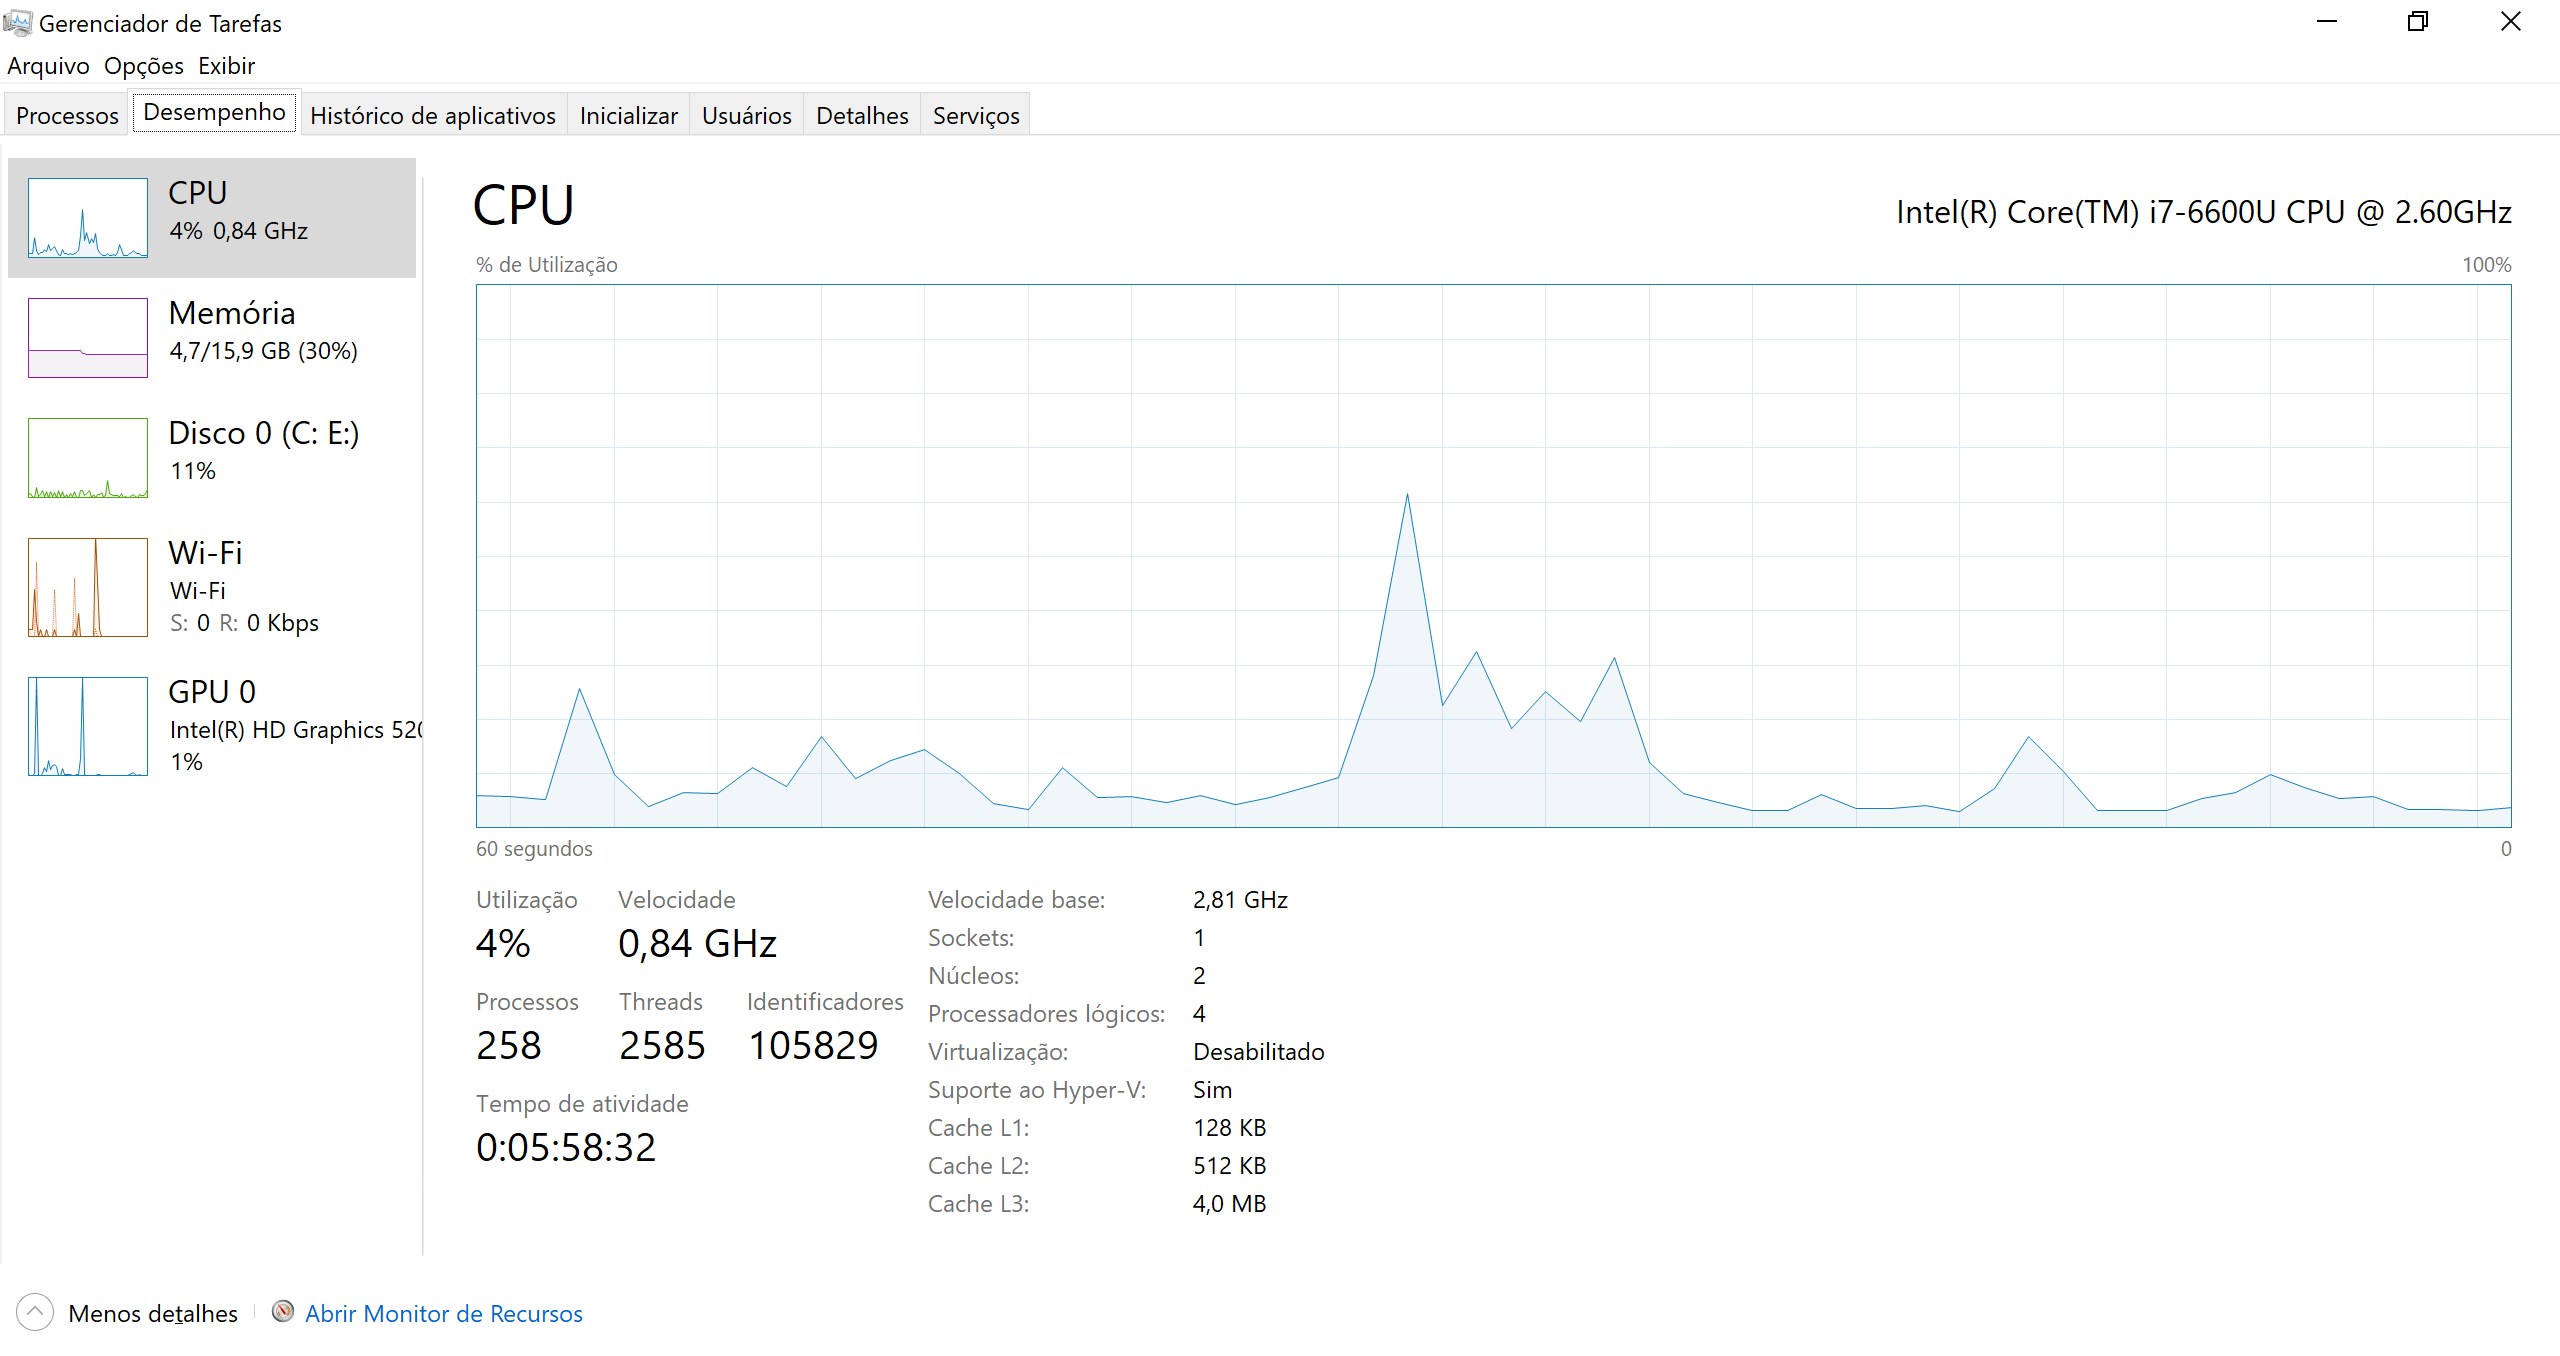 Gerenciador de Tarefas
Arquivo Opções Exibir
Processos Desempenho Histórico de aplicativos Inicializar Usuários Detalhes Serviços
CPU
4% 0,84 GHz
Memória
4,7/15,9 GB (30%)
Disco 0 (C: E:)
11%
Wi-Fi
Wi-Fi
S: 0 R: 0 Kbps
GPU 0
Intel(R) HD Graphics 520
1%
CPU
Intel(R) Core(TM) i7-6600U CPU @ 2.60GHz
% de Utilização 100%
60 segundos 0
Utilização Velocidade
4% 0,84 GHz
Processos Threads Identificadores
258 2585 105829
Tempo de atividade
0:05:58:32
Velocidade base: 2,81 GHz
Sockets: 1
Núcleos: 2
Processadores lógicos: 4
Virtualização: Desabilitado
Suporte ao Hyper-V: Sim
Cache L1: 128 KB
Cache L2: 512 KB
Cache L3: 4,0 MB
Menos detalhes Abrir Monitor de Recursos